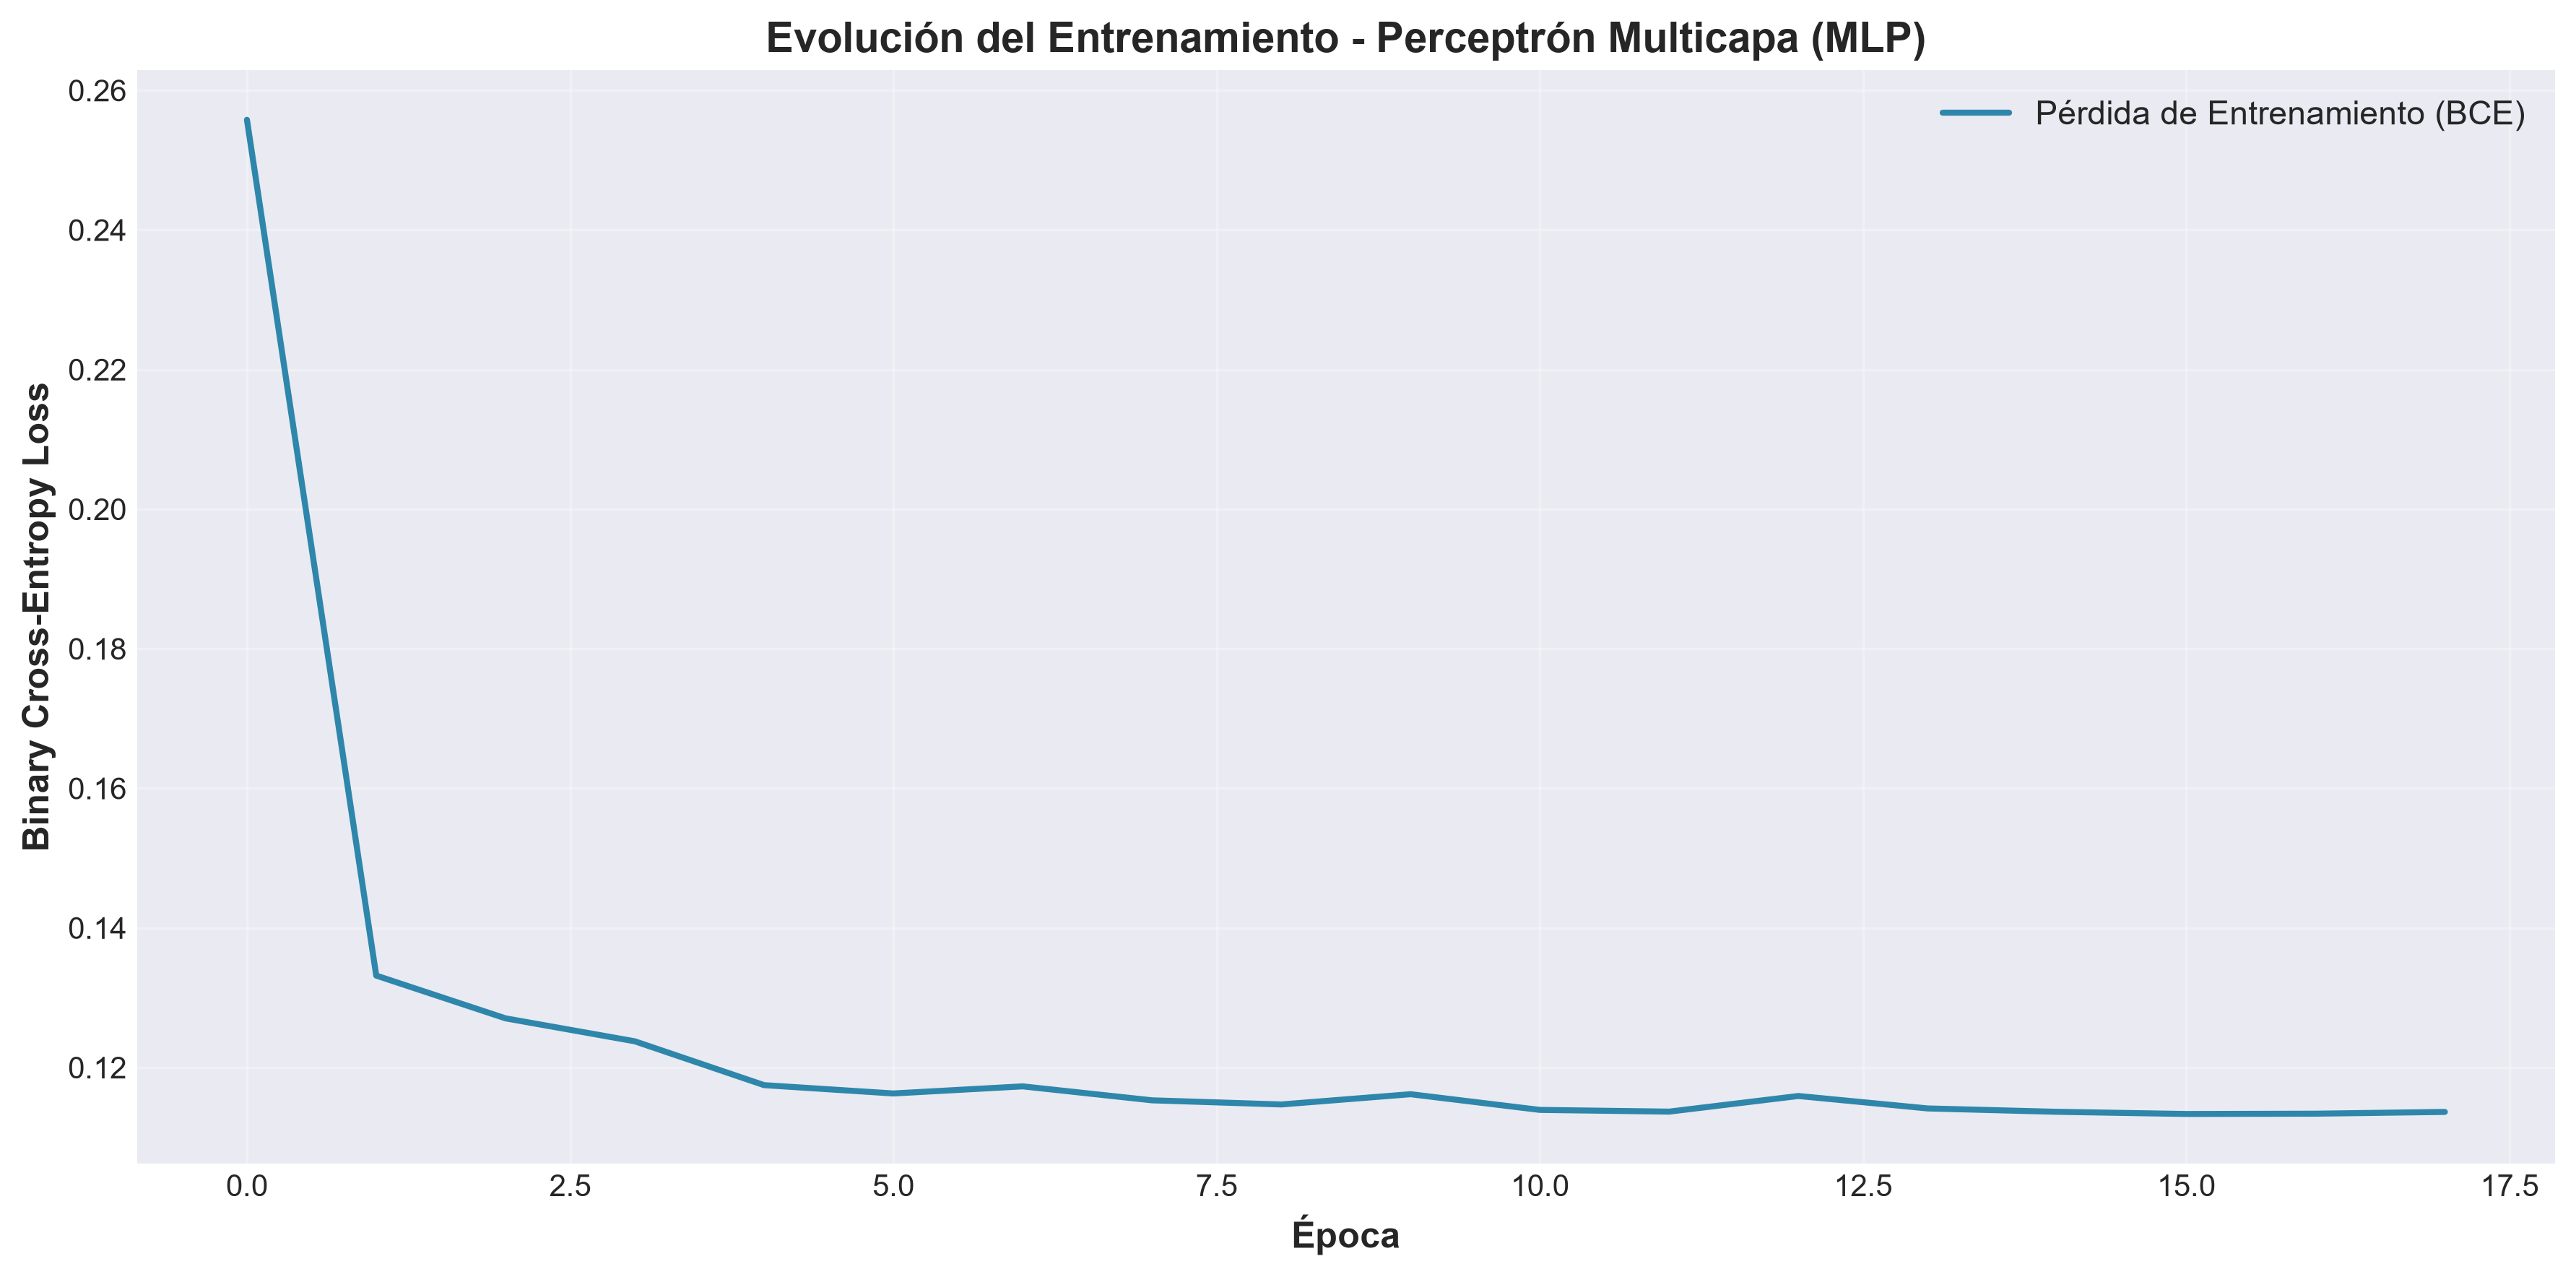 Evolución del Entrenamiento - Perceptrón Multicapa (MLP)
Pérdida de Entrenamiento (BCE)
Binary Cross-Entropy Loss
0.26
0.24
0.22
0.20
0.18
0.16
0.14
0.12
0.0 2.5 5.0 7.5 10.0 12.5 15.0 17.5
Época